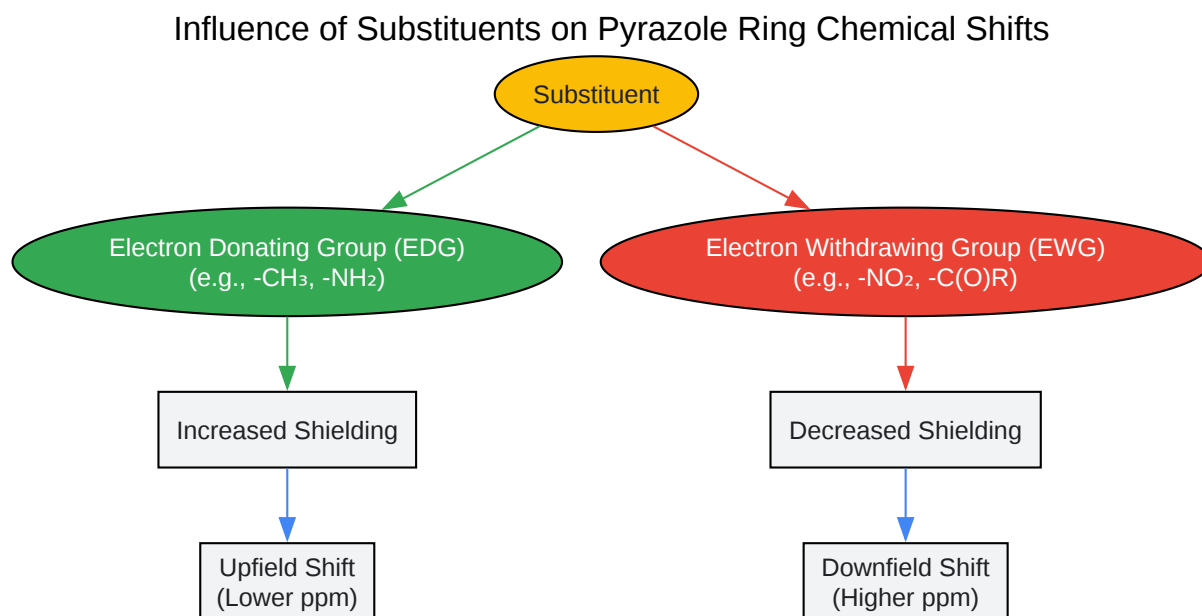 Influence of Substituents on Pyrazole Ring Chemical Shifts
Substituent
Electron Donating Group (EDG)
(e.g., -CH₃, -NH₂)
Electron Withdrawing Group (EWG)
(e.g., -NO₂, -C(O)R)
Increased Shielding
Decreased Shielding
Upfield Shift
(Lower ppm)
Downfield Shift
(Higher ppm)